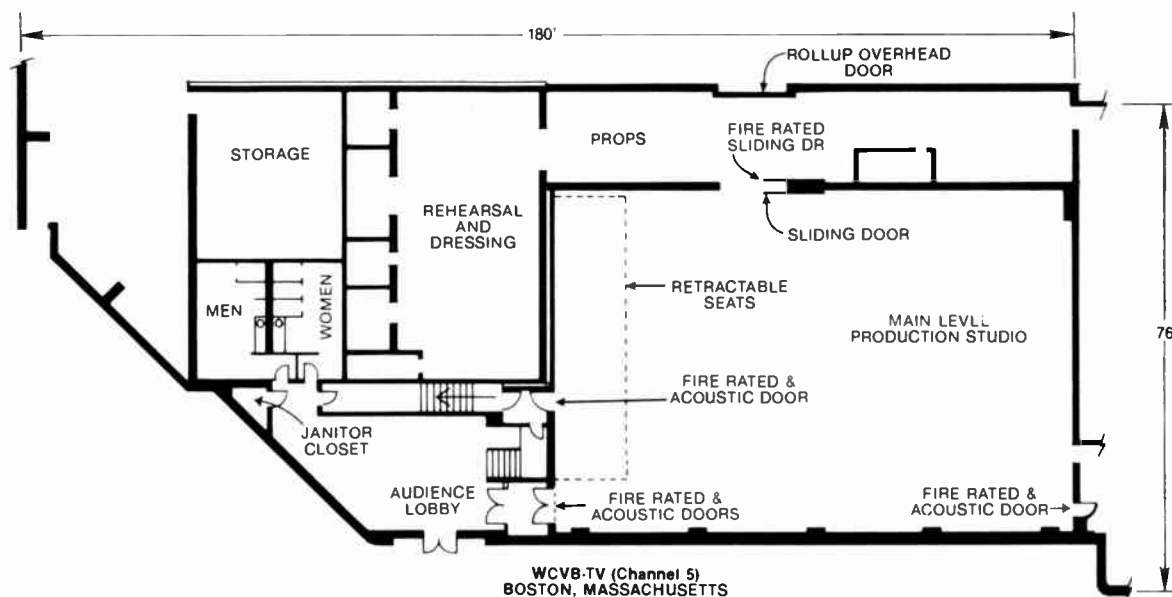 180'
ROLLUP OVERHEAD
DOOR
PROPS
FIRE RATED
SLIDING DR
STORAGE
REHEARSAL
AND
DRESSING
SLIDING DOOR
RETRACTABLE
SEATS
MEN
WOMEN
MAIN LEVEL
PRODUCTION STUDIO
76
FIRE RATED &
ACOUSTIC DOOR
JANITOR
CLOSET
AUDIENCE
LOBBY
FIRE RATED &
ACOUSTIC DOORS
FIRE RATED &
ACOUSTIC DOOR
WCVB-TV (Channel 5)
BOSTON, MASSACHUSETTS